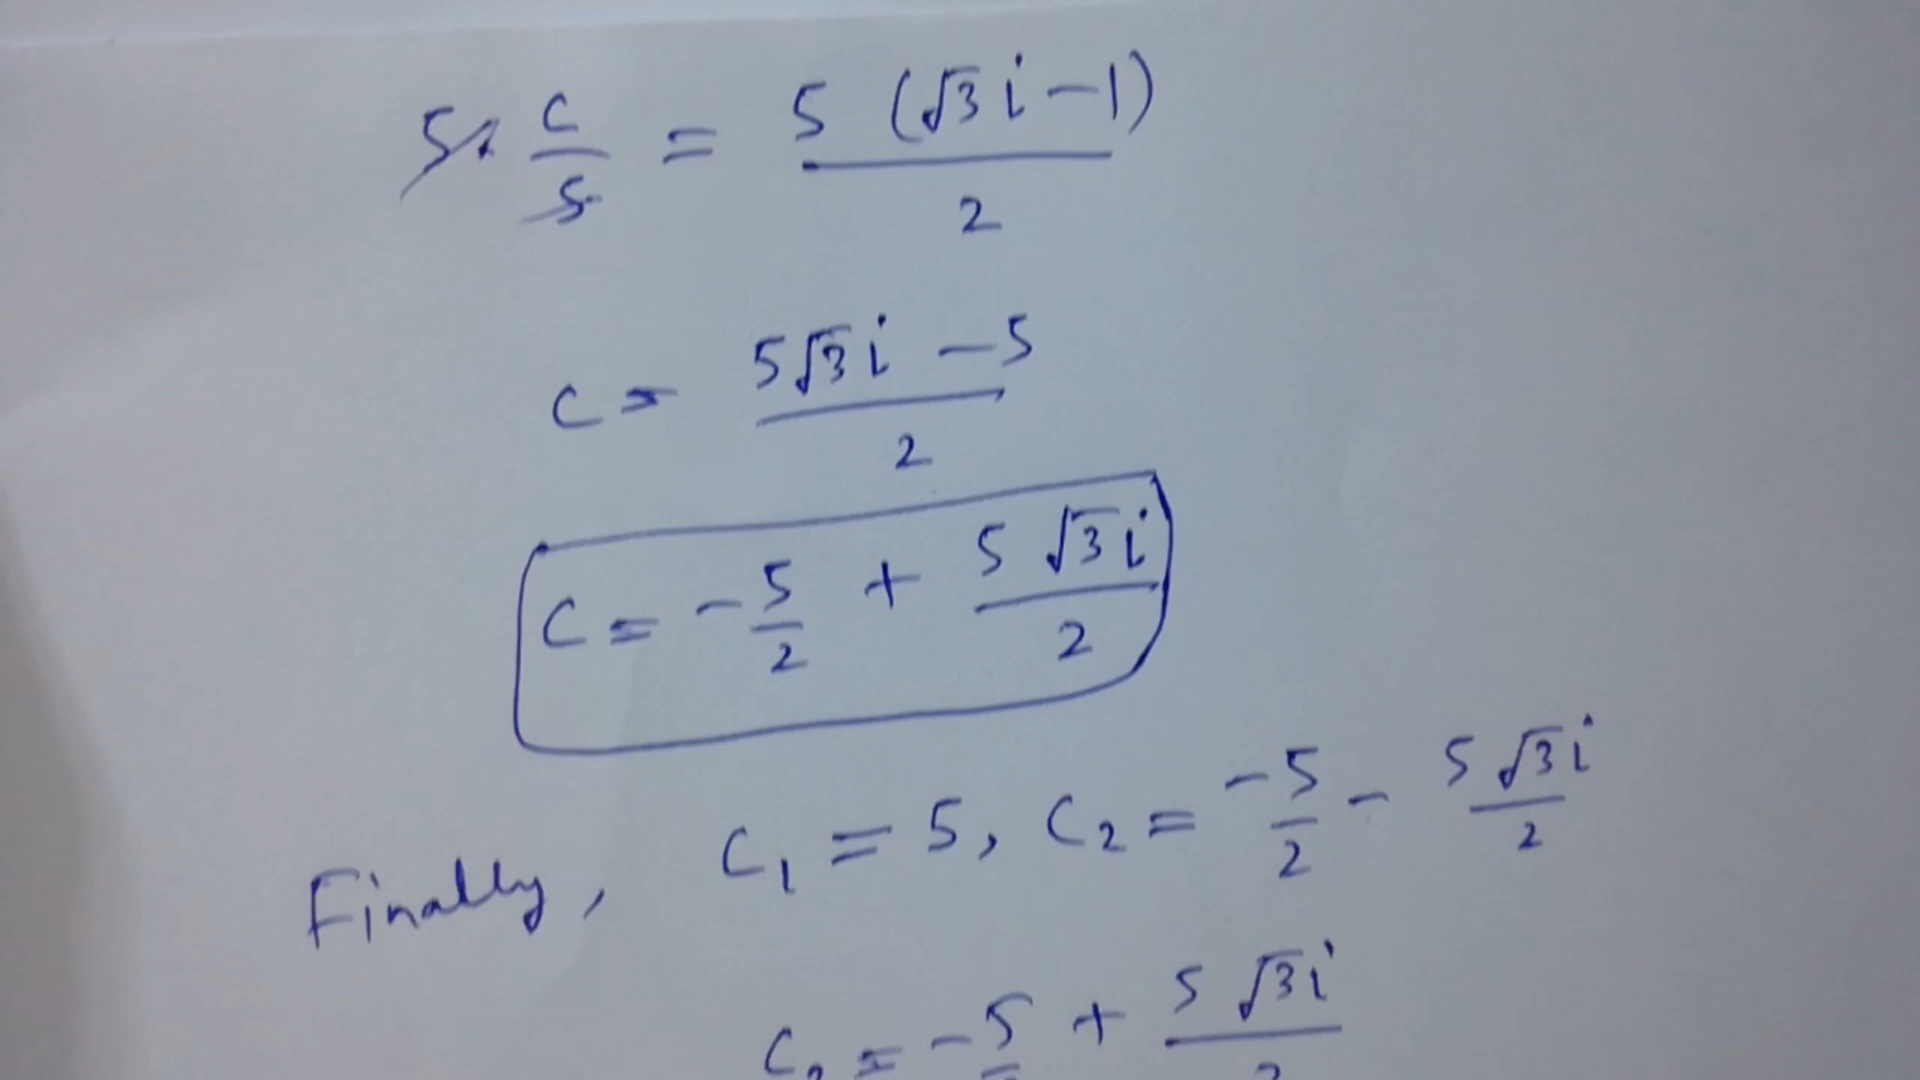 5 × c/5 = 5 (√3 i − 1)/2
c = 5√3 i − 5/2
C = −5/2 + 5 √3 i/2
Finally, C₁ = 5, C₂ = −5/2 − 5 √3 i/2
= −5 + 5 √3 i